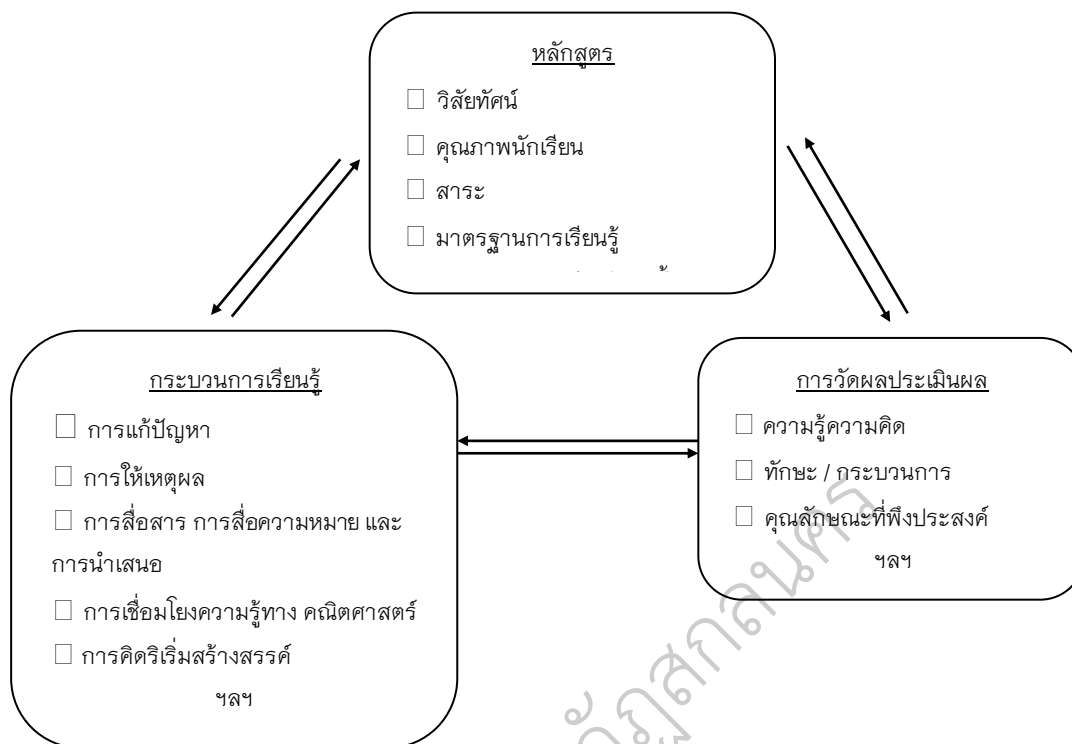 หลักสูตร
□ วิสัยทัศน์
□ คุณภาพนักเรียน
□ สาระ
□ มาตรฐานการเรียนรู้
กระบวนการเรียนรู้
□ การแก้ปัญหา
□ การให้เหตุผล
□ การสื่อสาร การสื่อความหมาย และ
การนำเสนอ
□ การเชื่อมโยงความรู้ทาง คณิตศาสตร์
□ การคิดริเริ่มสร้างสรรค์
ฯลฯ
การวัดผลประเมินผล
□ ความรู้ความคิด
□ ทักษะ / กระบวนการ
□ คุณลักษณะที่พึงประสงค์
ฯลฯ